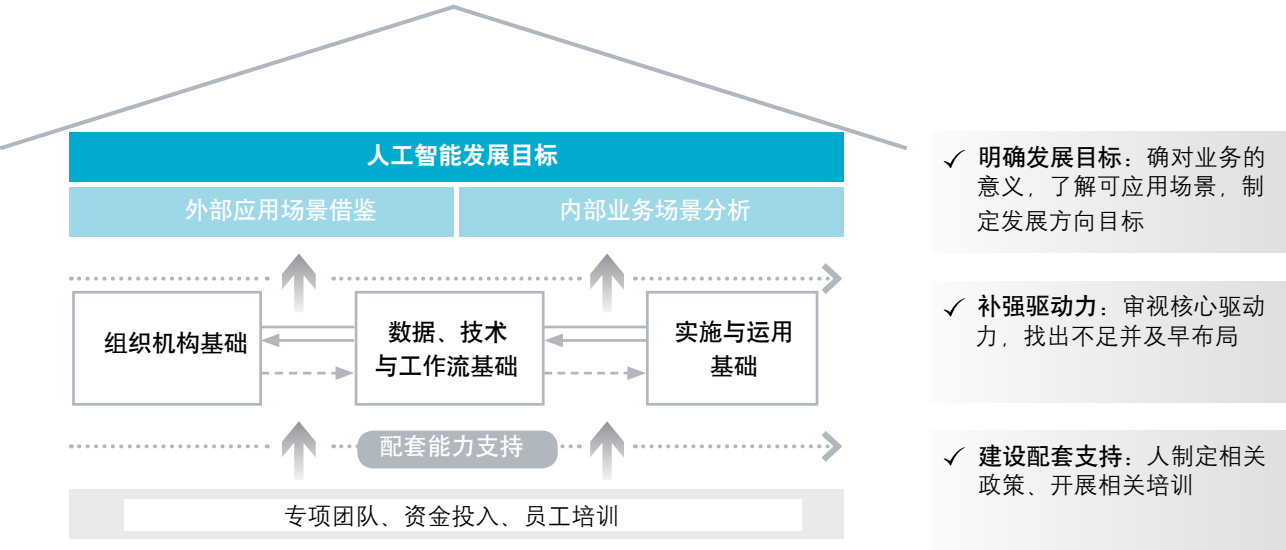 人工智能发展目标
外部应用场景借鉴
内部业务场景分析
组织机构基础
数据、技术
与工作流基础
实施与运用
基础
配套能力支持
专项团队、资金投入、员工培训
✓ 明确发展目标：确对业务的
意义，了解可应用场景，制
定发展方向目标
✓ 补强驱动力：审视核心驱动
力，找出不足并及早布局
✓ 建设配套支持：人制定相关
政策、开展相关培训